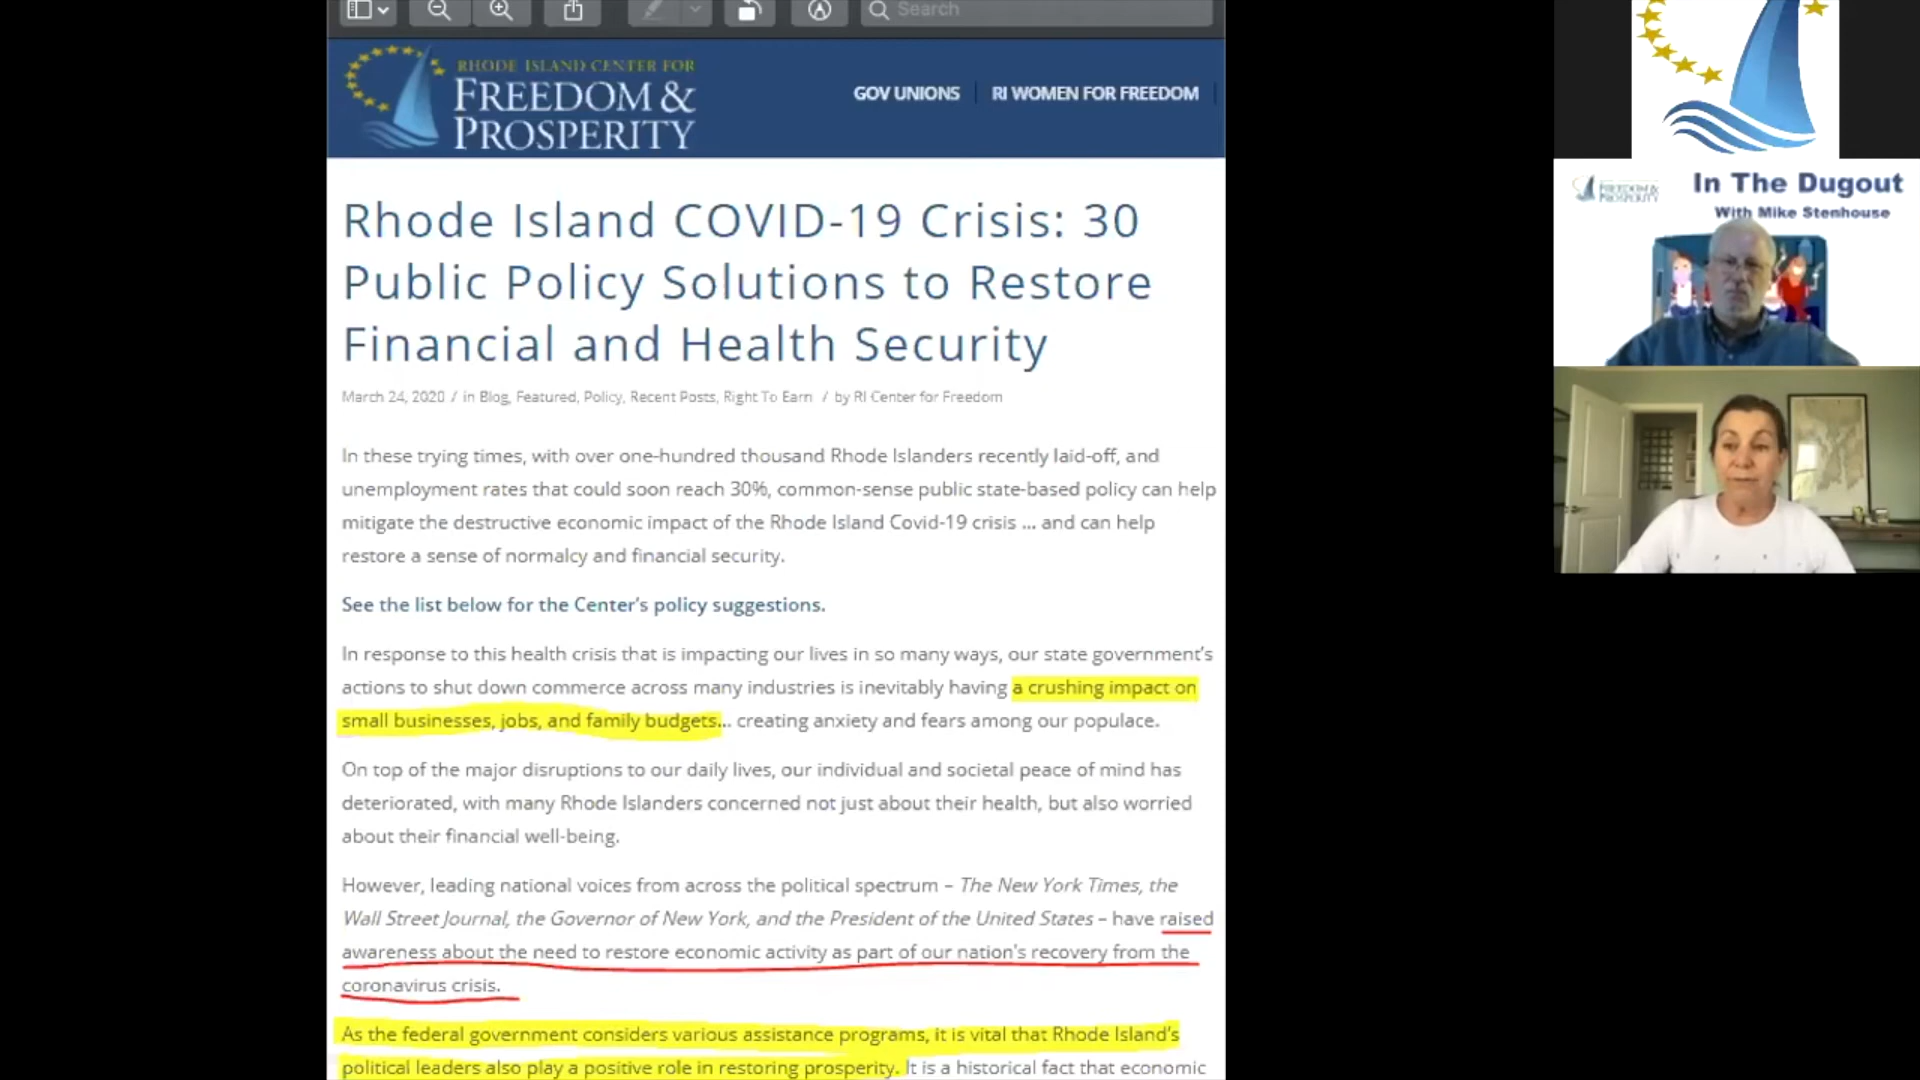 Search
RHODE ISLAND CENTER FOR
FREEDOM &
PROSPERITY
GOV UNIONS
RI WOMEN FOR FREEDOM
Rhode Island COVID-19 Crisis: 30
Public Policy Solutions to Restore
Financial and Health Security
March 24, 2020 / in Blog, Featured, Policy, Recent Posts, Right To Earn / by RI Center for Freedom
In these trying times, with over one-hundred thousand Rhode Islanders recently laid-off, and
unemployment rates that could soon reach 30%, common-sense public state-based policy can help
mitigate the destructive economic impact of the Rhode Island Covid-19 crisis ... and can help
restore a sense of normalcy and financial security.
See the list below for the Center's policy suggestions.
In response to this health crisis that is impacting our lives in so many ways, our state government's
actions to shut down commerce across many industries is inevitably having a crushing impact on
small businesses, jobs, and family budgets... creating anxiety and fears among our populace.
On top of the major disruptions to our daily lives, our individual and societal peace of mind has
deteriorated, with many Rhode Islanders concerned not just about their health, but also worried
about their financial well-being.
However, leading national voices from across the political spectrum – The New York Times, the
Wall Street Journal, the Governor of New York, and the President of the United States – have raised
awareness about the need to restore economic activity as part of our nation's recovery from the
coronavirus crisis.
As the federal government considers various assistance programs, it is vital that Rhode Island's
political leaders also play a positive role in restoring prosperity. It is a historical fact that economic
FREEDOM &
PROSPERITY
In The Dugout
With Mike Stenhouse